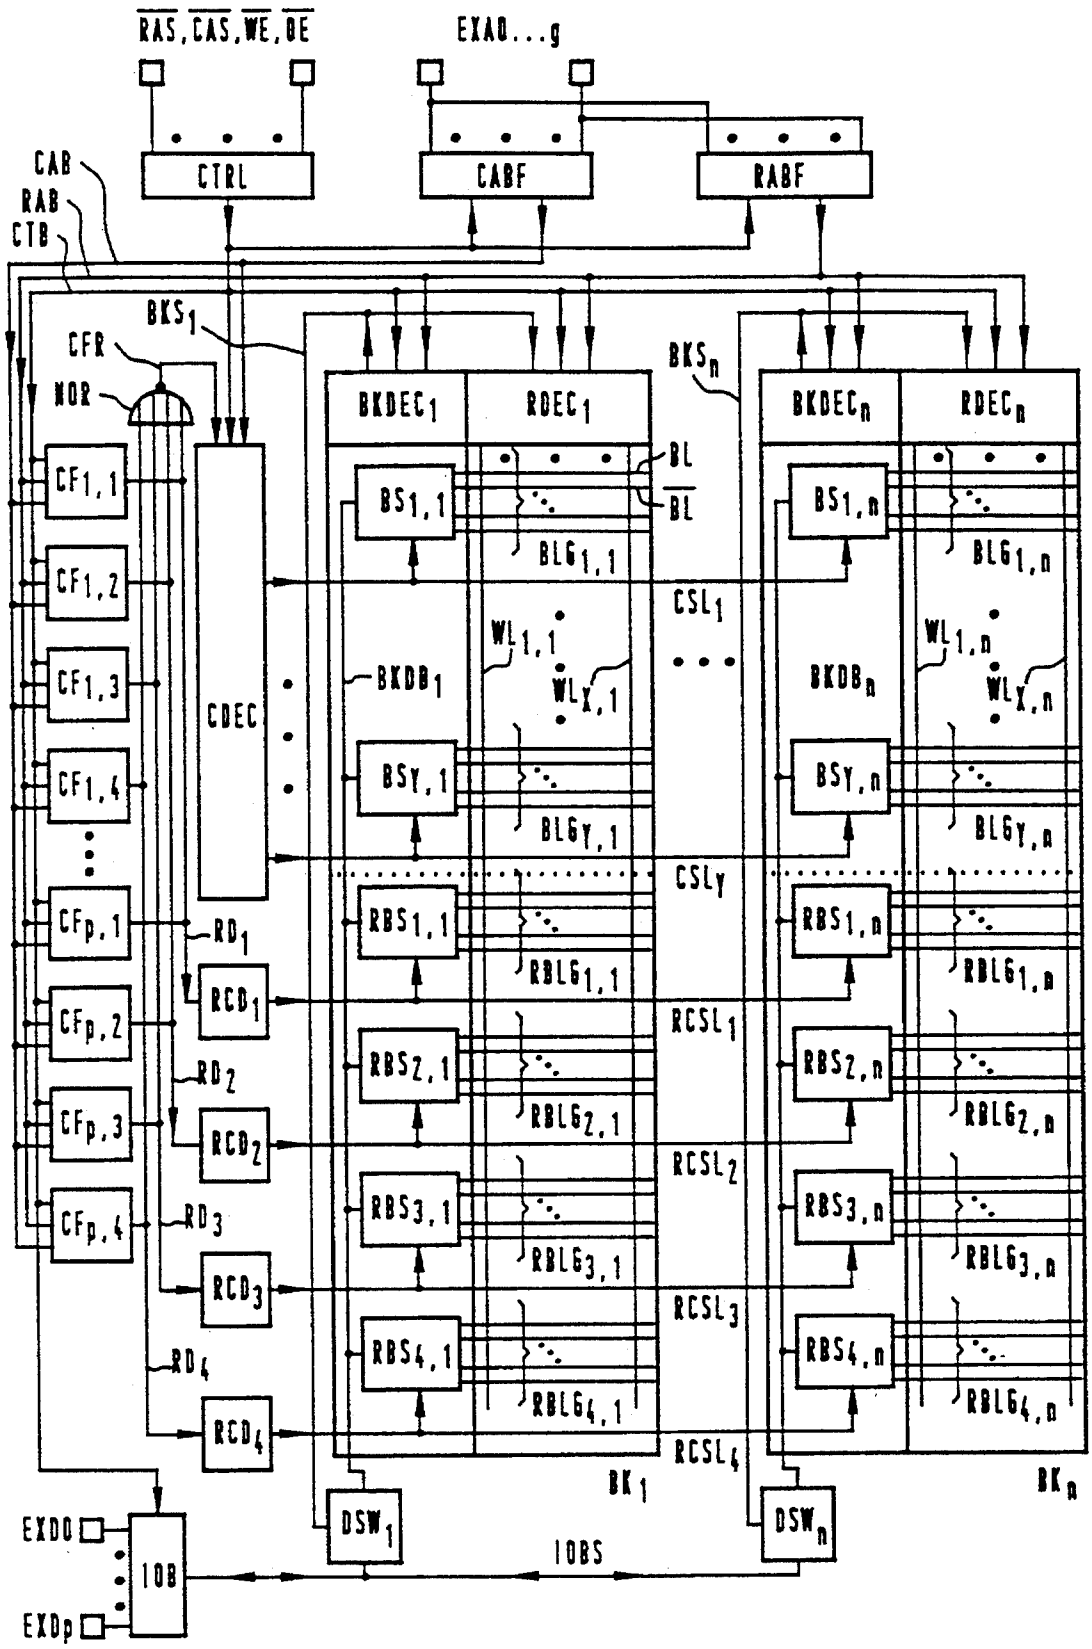 R̅A̅S̅, C̅A̅S̅, W̅E̅, O̅E̅ EXA0...g
CTRL CABF RABF
CAB
RAB
CTB
BKS1 BKSn
CFR
NOR
BKDEC1 RDEC1 BKDECn RDECn
CF1,1 BS1,1 BL BS1,n
B̅L̅
BLG1,1 BLG1,n
CF1,2 CSL1
WL1,1 WL1,n
CF1,3 CDEC BKDB1 WLX,1 BKDBn WLX,n
CF1,4 BSY,1 BSY,n
BLGY,1 BLGY,n
CSLY
CFp,1 RD1 RBS1,1 RBS1,n
RBLG1,1 RBLG1,n
RCD1 RCSL1
CFp,2 RD2 RBS2,1 RBS2,n
CFp,3 RBLG2,1 RBLG2,n
RCD2 RCSL2
CFp,4 RD3 RBS3,1 RBS3,n
RBLG3,1 RBLG3,n
RCD3 RCSL3
RD4 RBS4,1 RBS4,n
RBLG4,1 RBLG4,n
RCD4 RCSL4
BK1 BKn
DSW1 DSWn
EXD0 IOB IOBS
EXDp